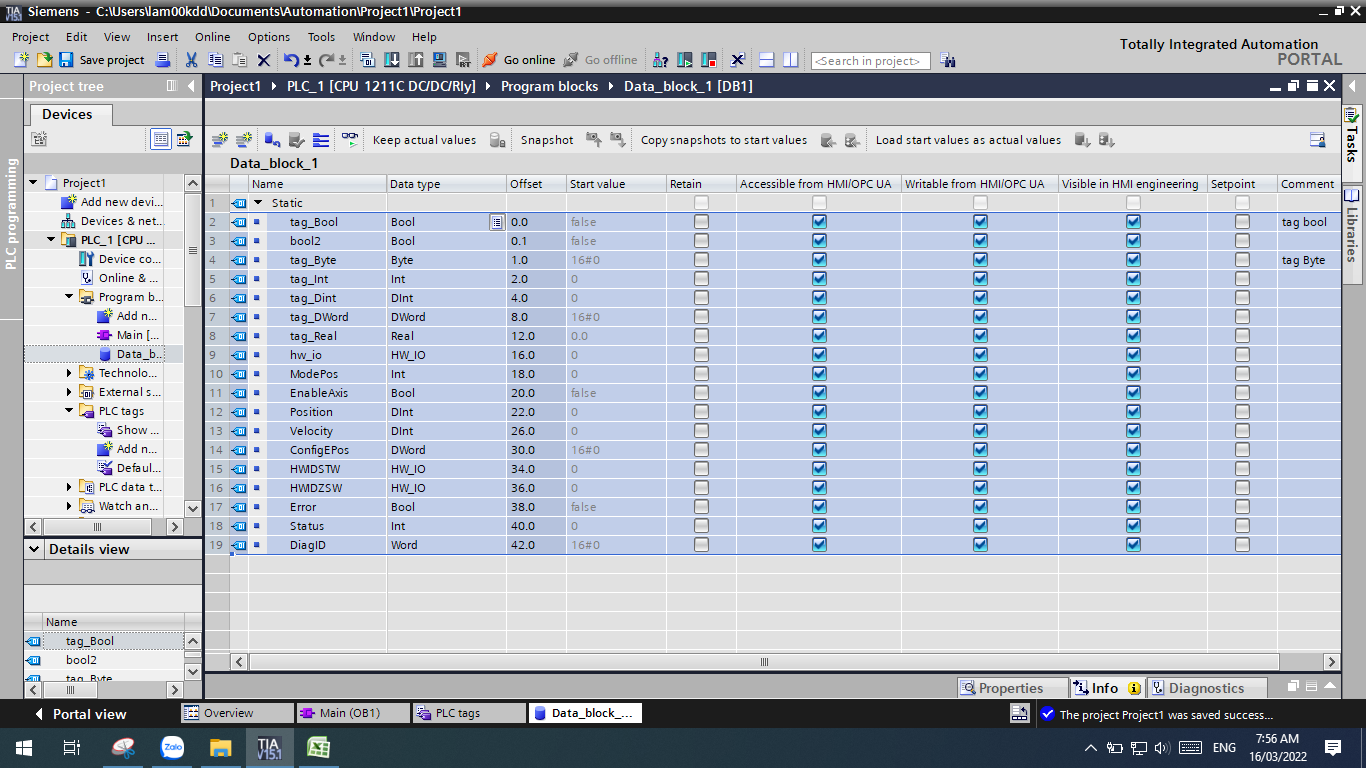 Siemens - C:\Users\lam00kdd\Documents\Automation\Project1\Project1
Project Edit View Insert Online Options Tools Window Help
Totally Integrated Automation
PORTAL
Save project Go online Go offline <Search in project>
Project tree
Project1 PLC_1 [CPU 1211C DC/DC/Rly] Program blocks Data_block_1 [DB1]
Devices
PLC programming
Tasks
Libraries
Keep actual values Snapshot Copy snapshots to start values Load start values as actual values
Data_block_1
Name Data type Offset Start value Retain Accessible from HMI/OPC UA Writable from HMI/OPC UA Visible in HMI engineering Setpoint Comment
1 Static
2 tag_Bool Bool 0.0 false tag bool
3 bool2 Bool 0.1 false
4 tag_Byte Byte 1.0 16#0 tag Byte
5 tag_Int Int 2.0 0
6 tag_Dint DInt 4.0 0
7 tag_DWord DWord 8.0 16#0
8 tag_Real Real 12.0 0.0
9 hw_io HW_IO 16.0 0
10 ModePos Int 18.0 0
11 EnableAxis Bool 20.0 false
12 Position DInt 22.0 0
13 Velocity DInt 26.0 0
14 ConfigEPos DWord 30.0 16#0
15 HWIDSTW HW_IO 34.0 0
16 HWIDZSW HW_IO 36.0 0
17 Error Bool 38.0 false
18 Status Int 40.0 0
19 DiagID Word 42.0 16#0
Project1
Add new devi...
Devices & net...
PLC_1 [CPU ...
Device co...
Online & ...
Program b...
Add n...
Main [...
Data_b...
Technolo...
External s...
PLC tags
Show ...
Add n...
Defaul...
PLC data t...
Watch an...
Details view
Name
tag_Bool
bool2
tag_Byte
Properties Info Diagnostics
Portal view Overview Main (OB1) PLC tags Data_block_... The project Project1 was saved success...
Zalo
TIA
V15.1
ENG
7:56 AM
16/03/2022